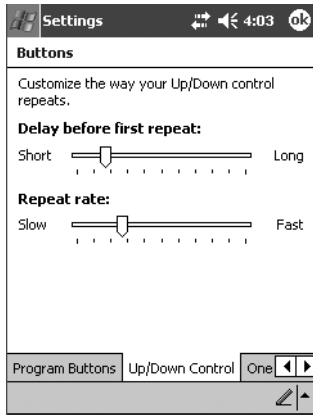 Settings 4:03 ok
Buttons
Customize the way your Up/Down control
repeats.
Delay before first repeat:
Short Long
Repeat rate:
Slow Fast
Program Buttons Up/Down Control One